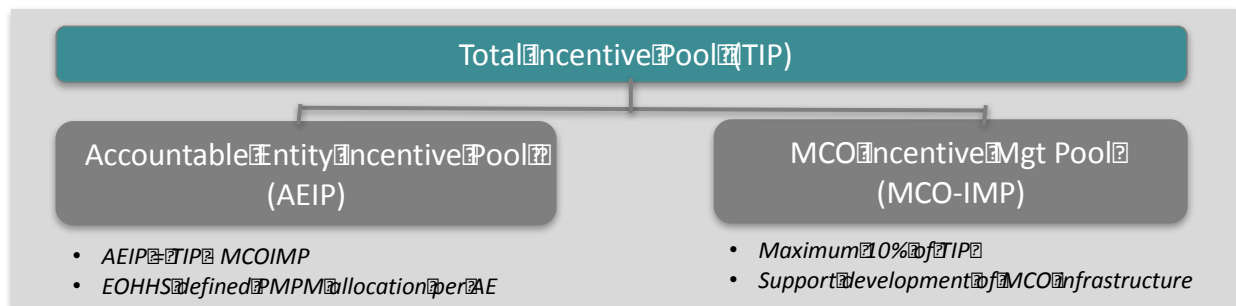 Total Incentive Pool (TIP)
Accountable Entity Incentive Pool
(AEIP)
• AEIP = TIP - MCOIMP
• EOHHS defined PMPM allocation per AE
MCO Incentive Mgt Pool
(MCO-IMP)
• Maximum 10% of TIP
• Support development of MCO infrastructure